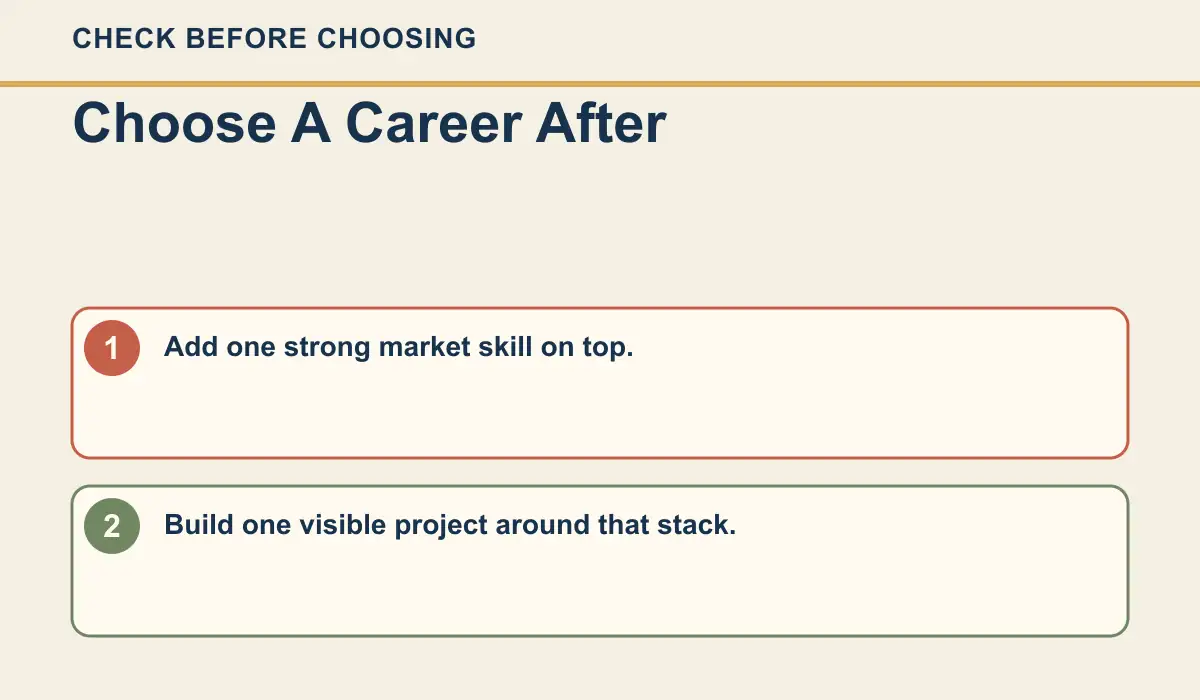 CHECK BEFORE CHOOSING
Choose A Career After
1
Add one strong market skill on top.
2
Build one visible project around that stack.